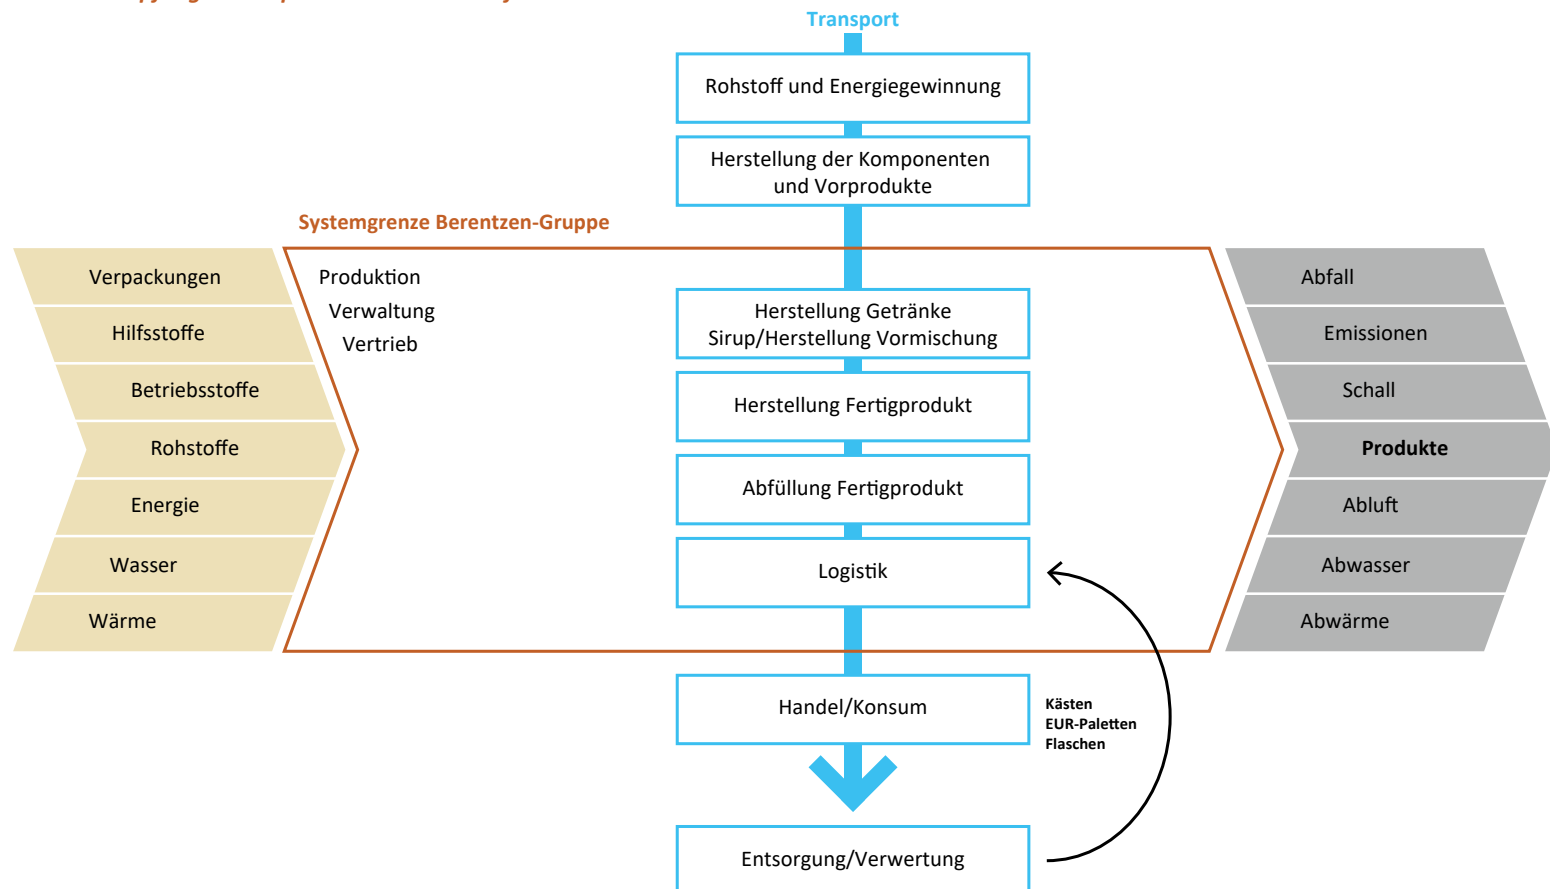 Transport
Rohstoff und Energiegewinnung
Herstellung der Komponenten
und Vorprodukte
Systemgrenze Berentzen-Gruppe
Verpackungen
Hilfsstoffe
Betriebsstoffe
Rohstoffe
Energie
Wasser
Wärme
Produktion
Verwaltung
Vertrieb
Herstellung Getränke
Sirup/Herstellung Vormischung
Herstellung Fertigprodukt
Abfüllung Fertigprodukt
Logistik
Abfall
Emissionen
Schall
Produkte
Abluft
Abwasser
Abwärme
Handel/Konsum
Kästen
EUR-Paletten
Flaschen
Entsorgung/Verwertung